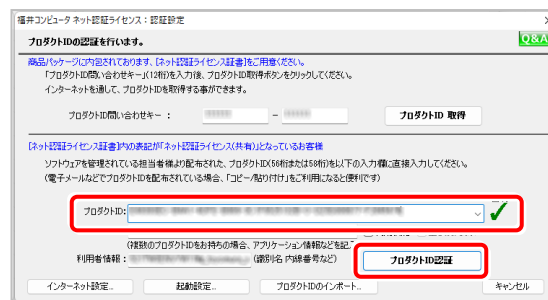 福井コンピュータ ネット認証ライセンス：認証設定
プロダクトIDの認証を行います。
Q&A
商品パッケージに内包されております、[ネット認証ライセンス証書]をご用意ください。
「プロダクトID問い合わせキー」(12桁)を入力後、プロダクトID取得ボタンをクリックしてください。
インターネットを通して、プロダクトIDを取得する事ができます。
プロダクトID問い合わせキー ： － プロダクトID 取得
[ネット認証ライセンス証書]内の表記が「ネット認証ライセンス(共有)」となっているお客様
ソフトウェアを管理されている担当者様より配布された、プロダクトID(56桁または58桁)を以下の入力欄に直接入力してください。
(電子メールなどでプロダクトIDを配布されている場合、「コピー/貼り付け」をご利用になると便利です)
プロダクトID:
(複数のプロダクトIDをお持ちの場合、アプリケーション情報などを記
利用者情報： (識別名 内線番号など) プロダクトID認証
インターネット設定... 起動設定... プロダクトIDのインポート... キャンセル